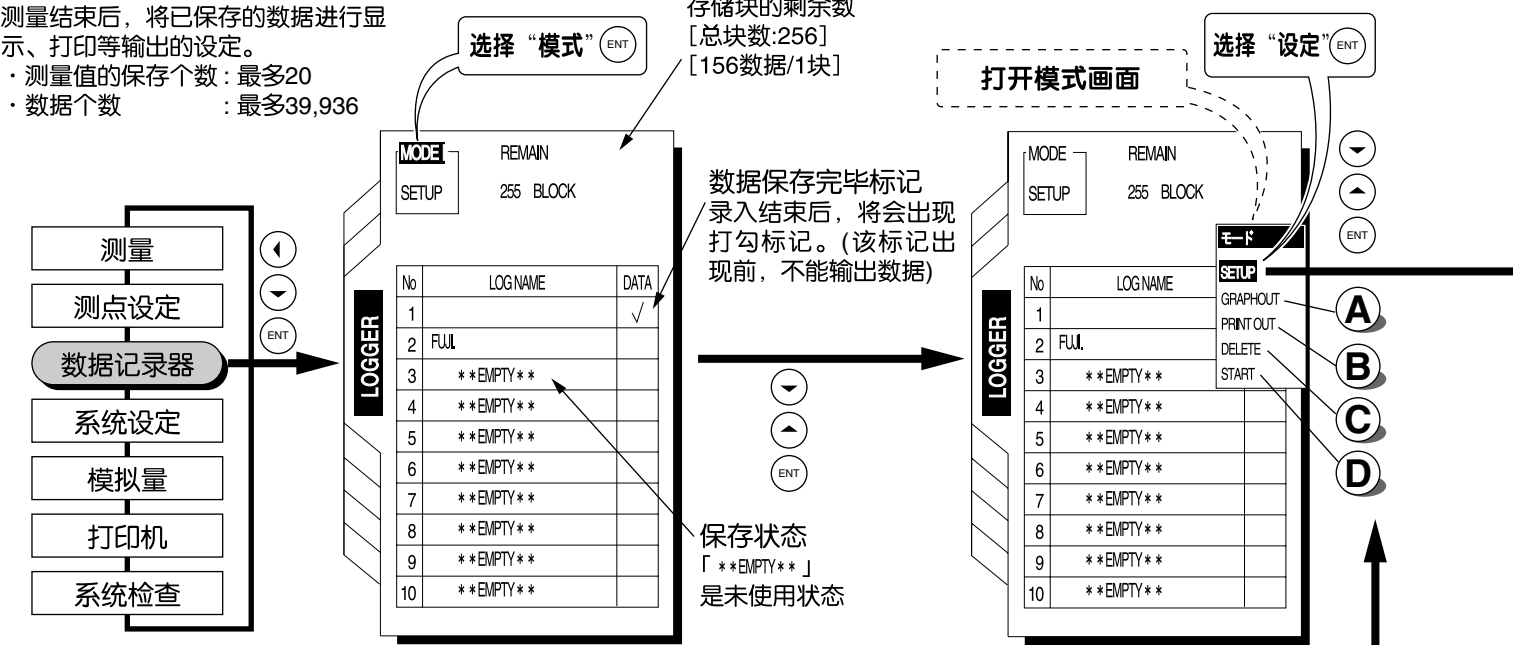 测量结束后，将已保存的数据进行显
示、打印等输出的设定。
・测量值的保存个数 : 最多20
・数据个数 : 最多39,936
选择“模式” ENT
存储块的剩余数
[总块数:256]
[156数据/1块]
打开模式画面
选择“设定” ENT
测量
测点设定
数据记录器
系统设定
模拟量
打印机
系统检查
ENT
LOGGER
MODE
SETUP
REMAIN
255 BLOCK
No LOG NAME DATA
1 √
2 FUJI.
3 **EMPTY**
4 **EMPTY**
5 **EMPTY**
6 **EMPTY**
7 **EMPTY**
8 **EMPTY**
9 **EMPTY**
10 **EMPTY**
数据保存完毕标记
录入结束后，将会出现
打勾标记。(该标记出
现前，不能输出数据)
ENT
保存状态
「**EMPTY**」
是未使用状态
LOGGER
MODE
SETUP
REMAIN
255 BLOCK
No LOG NAME
1
2 FUJI.
3 **EMPTY**
4 **EMPTY**
5 **EMPTY**
6 **EMPTY**
7 **EMPTY**
8 **EMPTY**
9 **EMPTY**
10 **EMPTY**
モード
SETUP
GRAPHOUT
PRINT OUT
DELETE
START
ENT
A
B
C
D